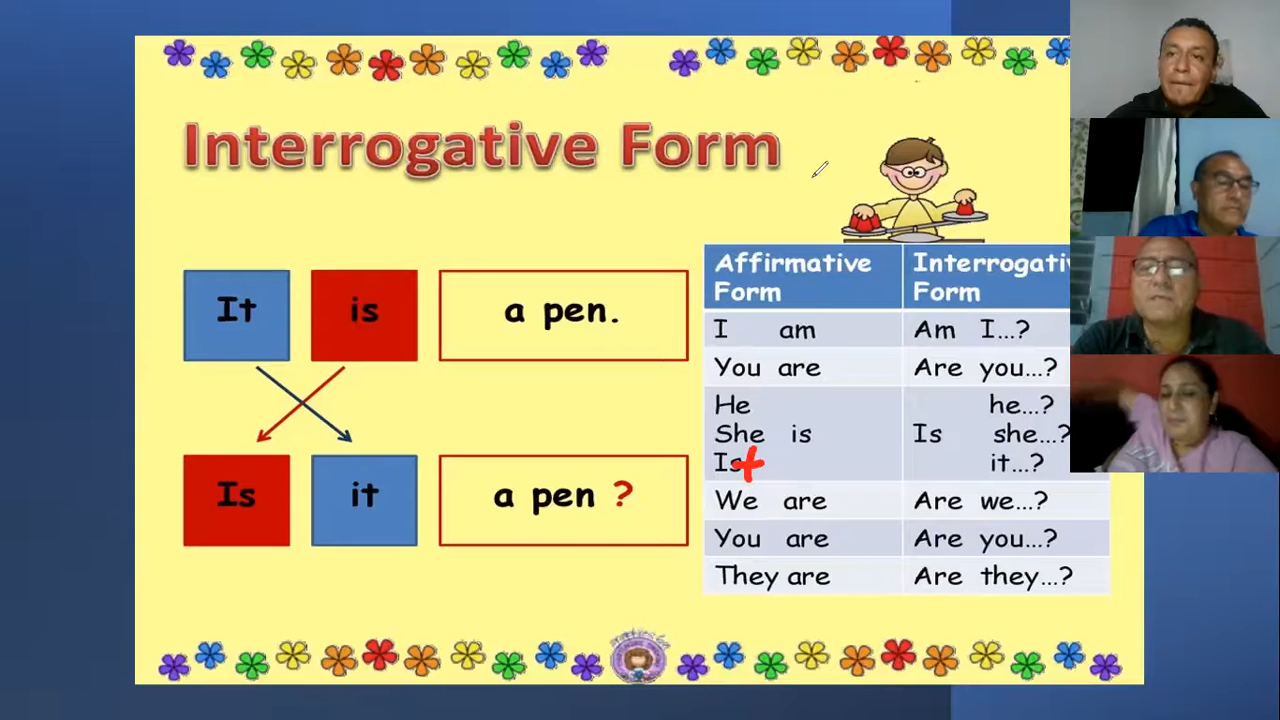 Interrogative Form
It is a pen.
Is it a pen ?
Affirmative Interrogati
Form Form
I am Am I...?
You are Are you...?
He he...?
She is Is she...?
Is it...?
We are Are we...?
You are Are you...?
They are Are they...?